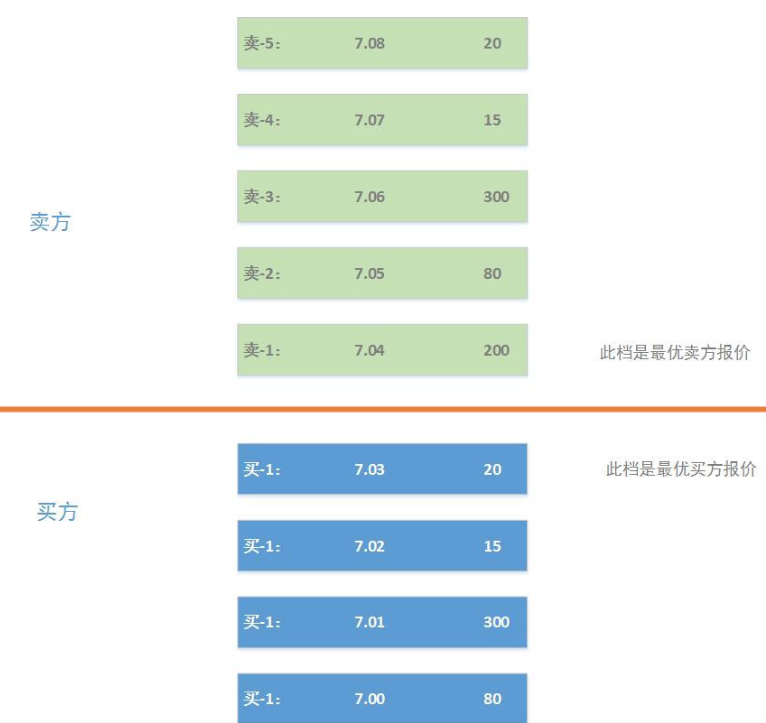 卖-5： 7.08 20
卖-4： 7.07 15
卖-3： 7.06 300
卖方
卖-2： 7.05 80
卖-1： 7.04 200 此档是最优卖方报价
买-1： 7.03 20 此档是最优买方报价
买方
买-1： 7.02 15
买-1： 7.01 300
买-1： 7.00 80